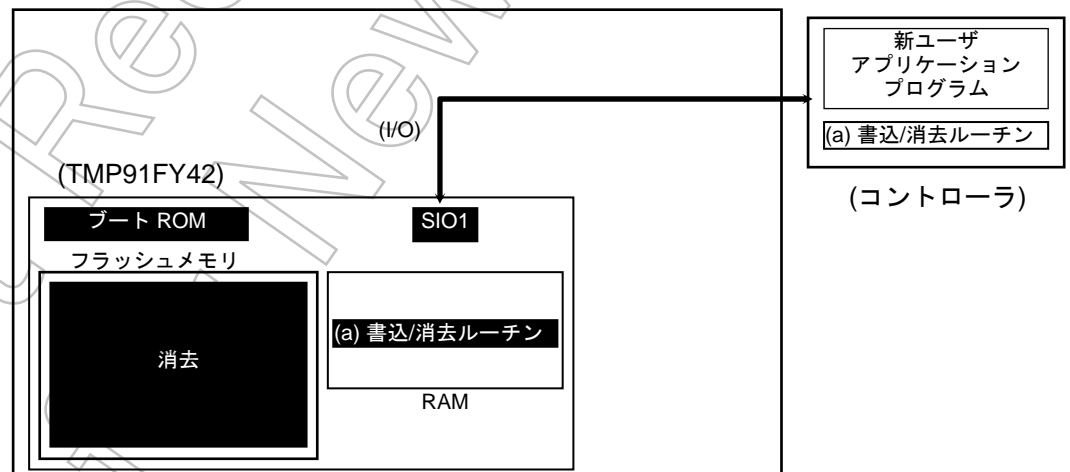 新ユーザ
アプリケーション
プログラム
(a) 書込/消去ルーチン
(コントローラ)
(I/O)
(TMP91FY42)
ブート ROM
SIO1
フラッシュメモリ
消去
(a) 書込/消去ルーチン
RAM